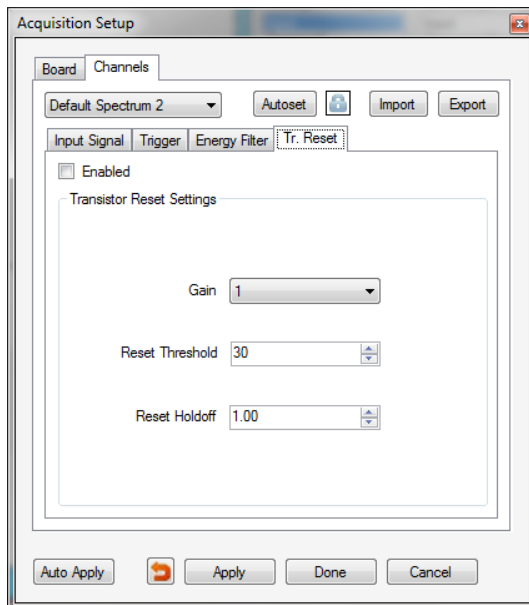 Acquisition Setup
Board Channels
Default Spectrum 2 Autoset Import Export
Input Signal Trigger Energy Filter Tr. Reset
Enabled
Transistor Reset Settings
Gain 1
Reset Threshold 30
Reset Holdoff 1.00
Auto Apply Apply Done Cancel